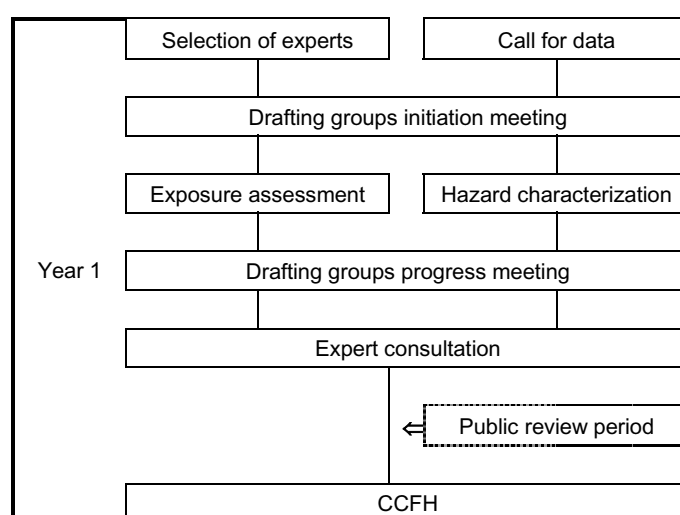 Selection of experts
Call for data
Drafting groups initiation meeting
Exposure assessment
Hazard characterization
Year 1
Drafting groups progress meeting
Expert consultation
⇐
Public review period
CCFH